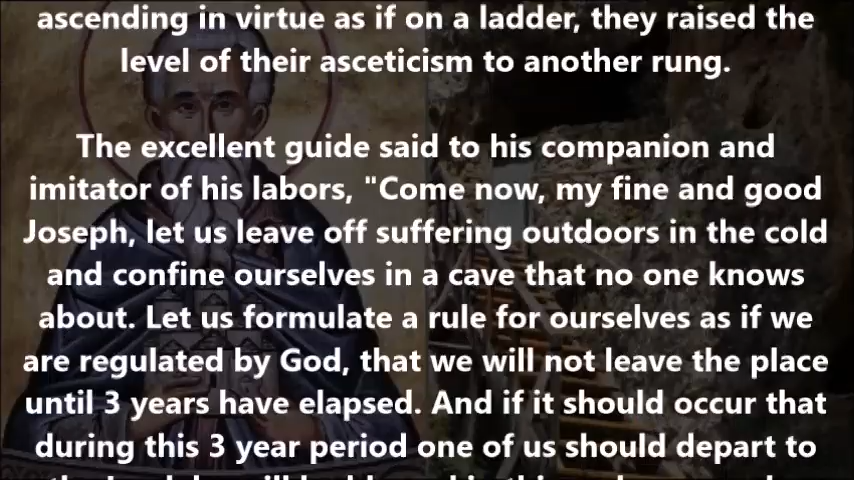 ascending in virtue as if on a ladder, they raised the
level of their asceticism to another rung.
The excellent guide said to his companion and
imitator of his labors, "Come now, my fine and good
Joseph, let us leave off suffering outdoors in the cold
and confine ourselves in a cave that no one knows
about. Let us formulate a rule for ourselves as if we
are regulated by God, that we will not leave the place
until 3 years have elapsed. And if it should occur that
during this 3 year period one of us should depart to